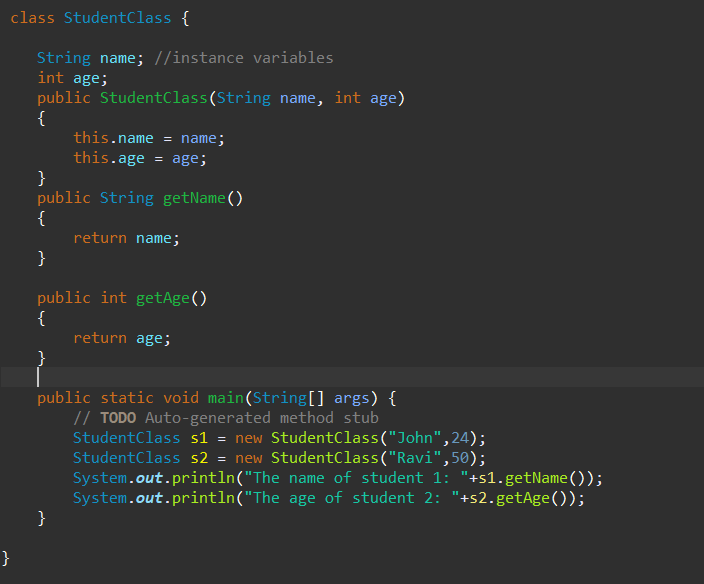 class StudentClass {
String name; //instance variables
int age;
public StudentClass(String name, int age)
{
this.name = name;
this.age = age;
}
public String getName()
{
return name;
}
public int getAge()
{
return age;
}
public static void main(String[] args) {
// TODO Auto-generated method stub
StudentClass s1 = new StudentClass("John",24);
StudentClass s2 = new StudentClass("Ravi",50);
System.out.println("The name of student 1: "+s1.getName());
System.out.println("The age of student 2: "+s2.getAge());
}
}